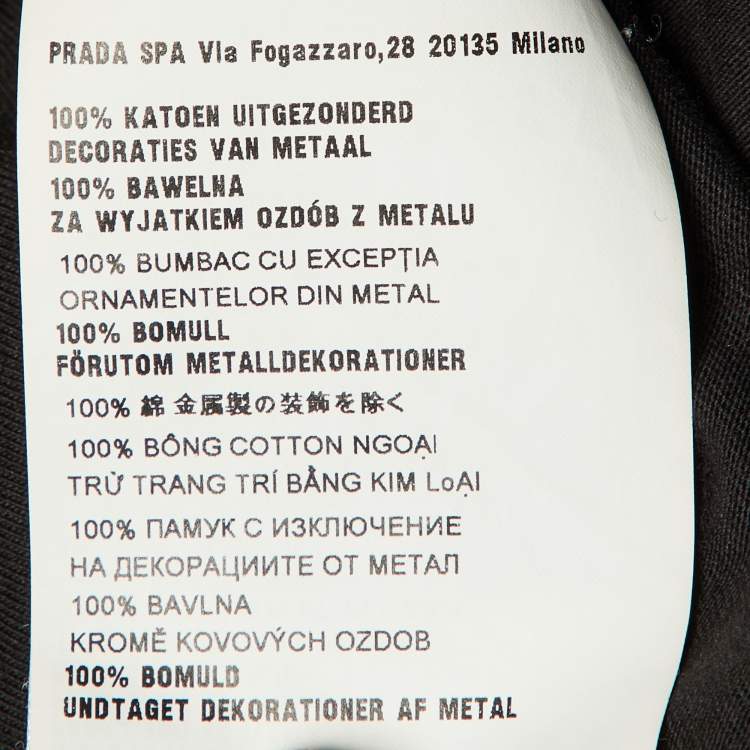 PRADA SPA VIa Fogazzaro,28 20135 Milano
100% KATOEN UITGEZONDERD
DECORATIES VAN METAAL
100% BAWELNA
ZA WYJATKIEM OZDÓB Z METALU
100% BUMBAC CU EXCEPȚIA
ORNAMENTELOR DIN METAL
100% BOMULL
FÖRUTOM METALLDEKORATIONER
100% 綿 金属製の装飾を除く
100% BÔNG COTTON NGOẠI
TRỪ TRANG TRÍ BẰNG KIM LoẠI
100% ПАМУК С ИЗКЛЮЧЕНИЕ
НА ДЕКОРАЦИИТЕ ОТ МЕТАЛ
100% BAVLNA
KROMĚ KOVOVÝCH OZDOB
100% BOMULD
UNDTAGET DEKORATIONER AF METAL